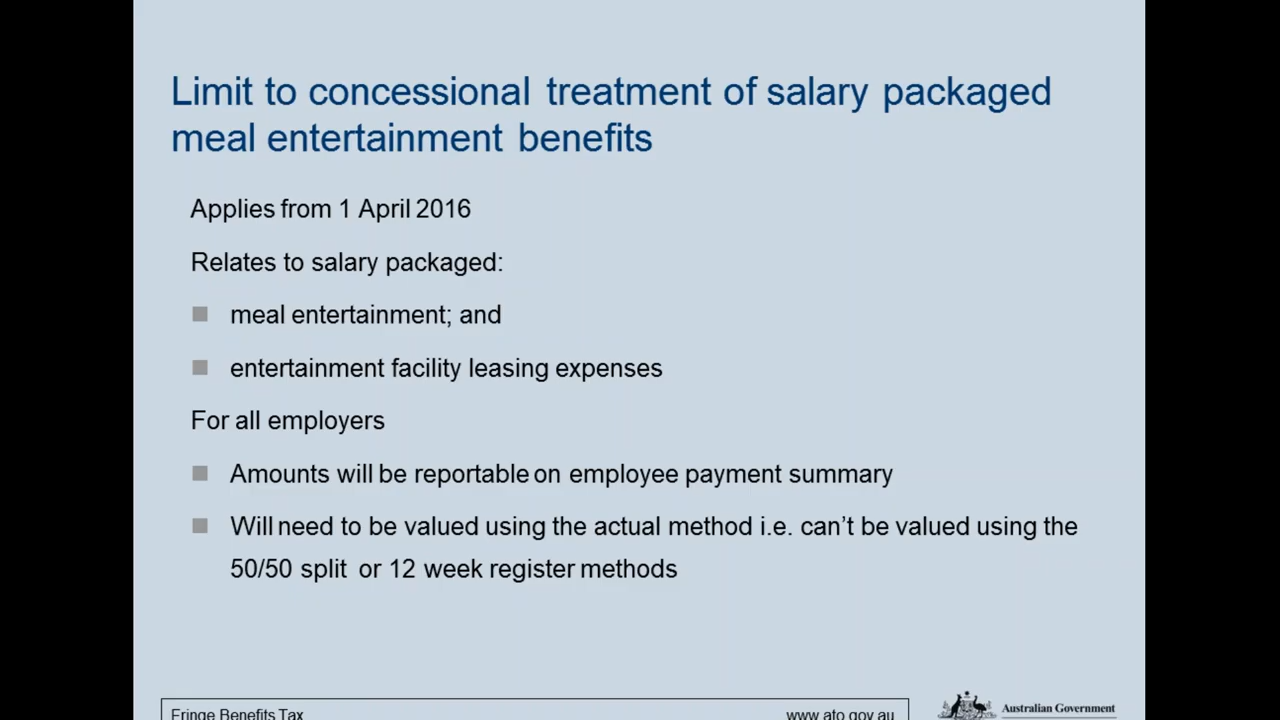 Limit to concessional treatment of salary packaged
meal entertainment benefits
Applies from 1 April 2016
Relates to salary packaged:
meal entertainment; and
entertainment facility leasing expenses
For all employers
Amounts will be reportable on employee payment summary
Will need to be valued using the actual method i.e. can’t be valued using the
50/50 split or 12 week register methods
Fringe Benefits Tax
www.ato.gov.au
Australian Government